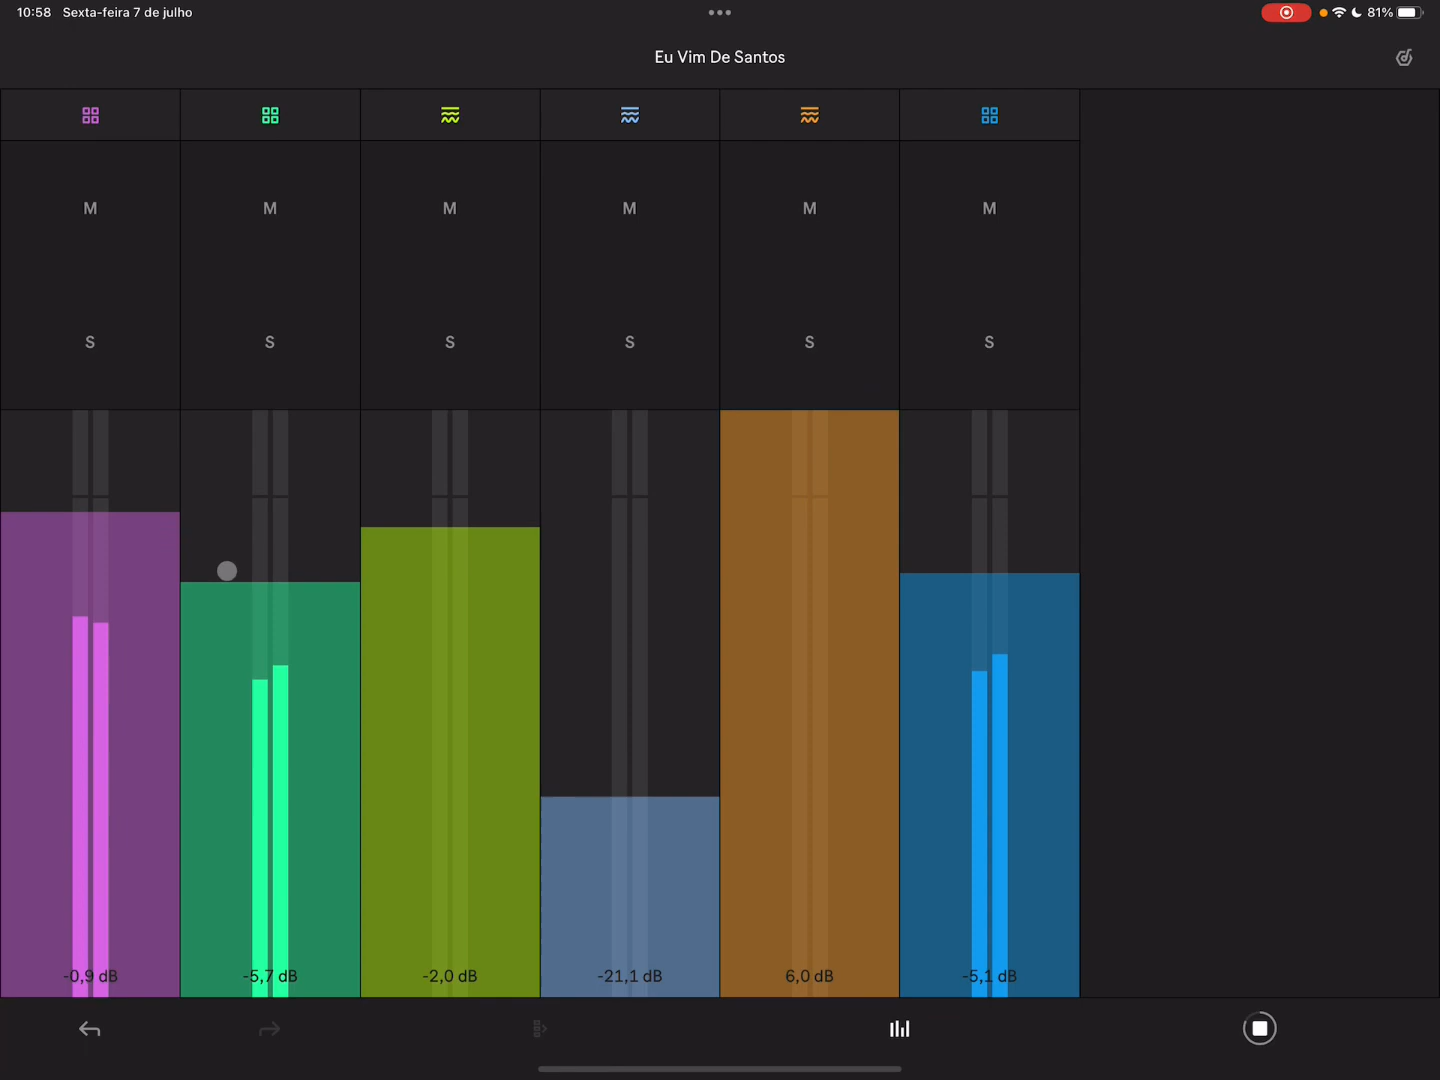 10:58 Sexta-feira 7 de julho
81%
Eu Vim De Santos
M M M M M M
S S S S S S
-0,9 dB -5,7 dB -2,0 dB -21,1 dB 6,0 dB -5,1 dB